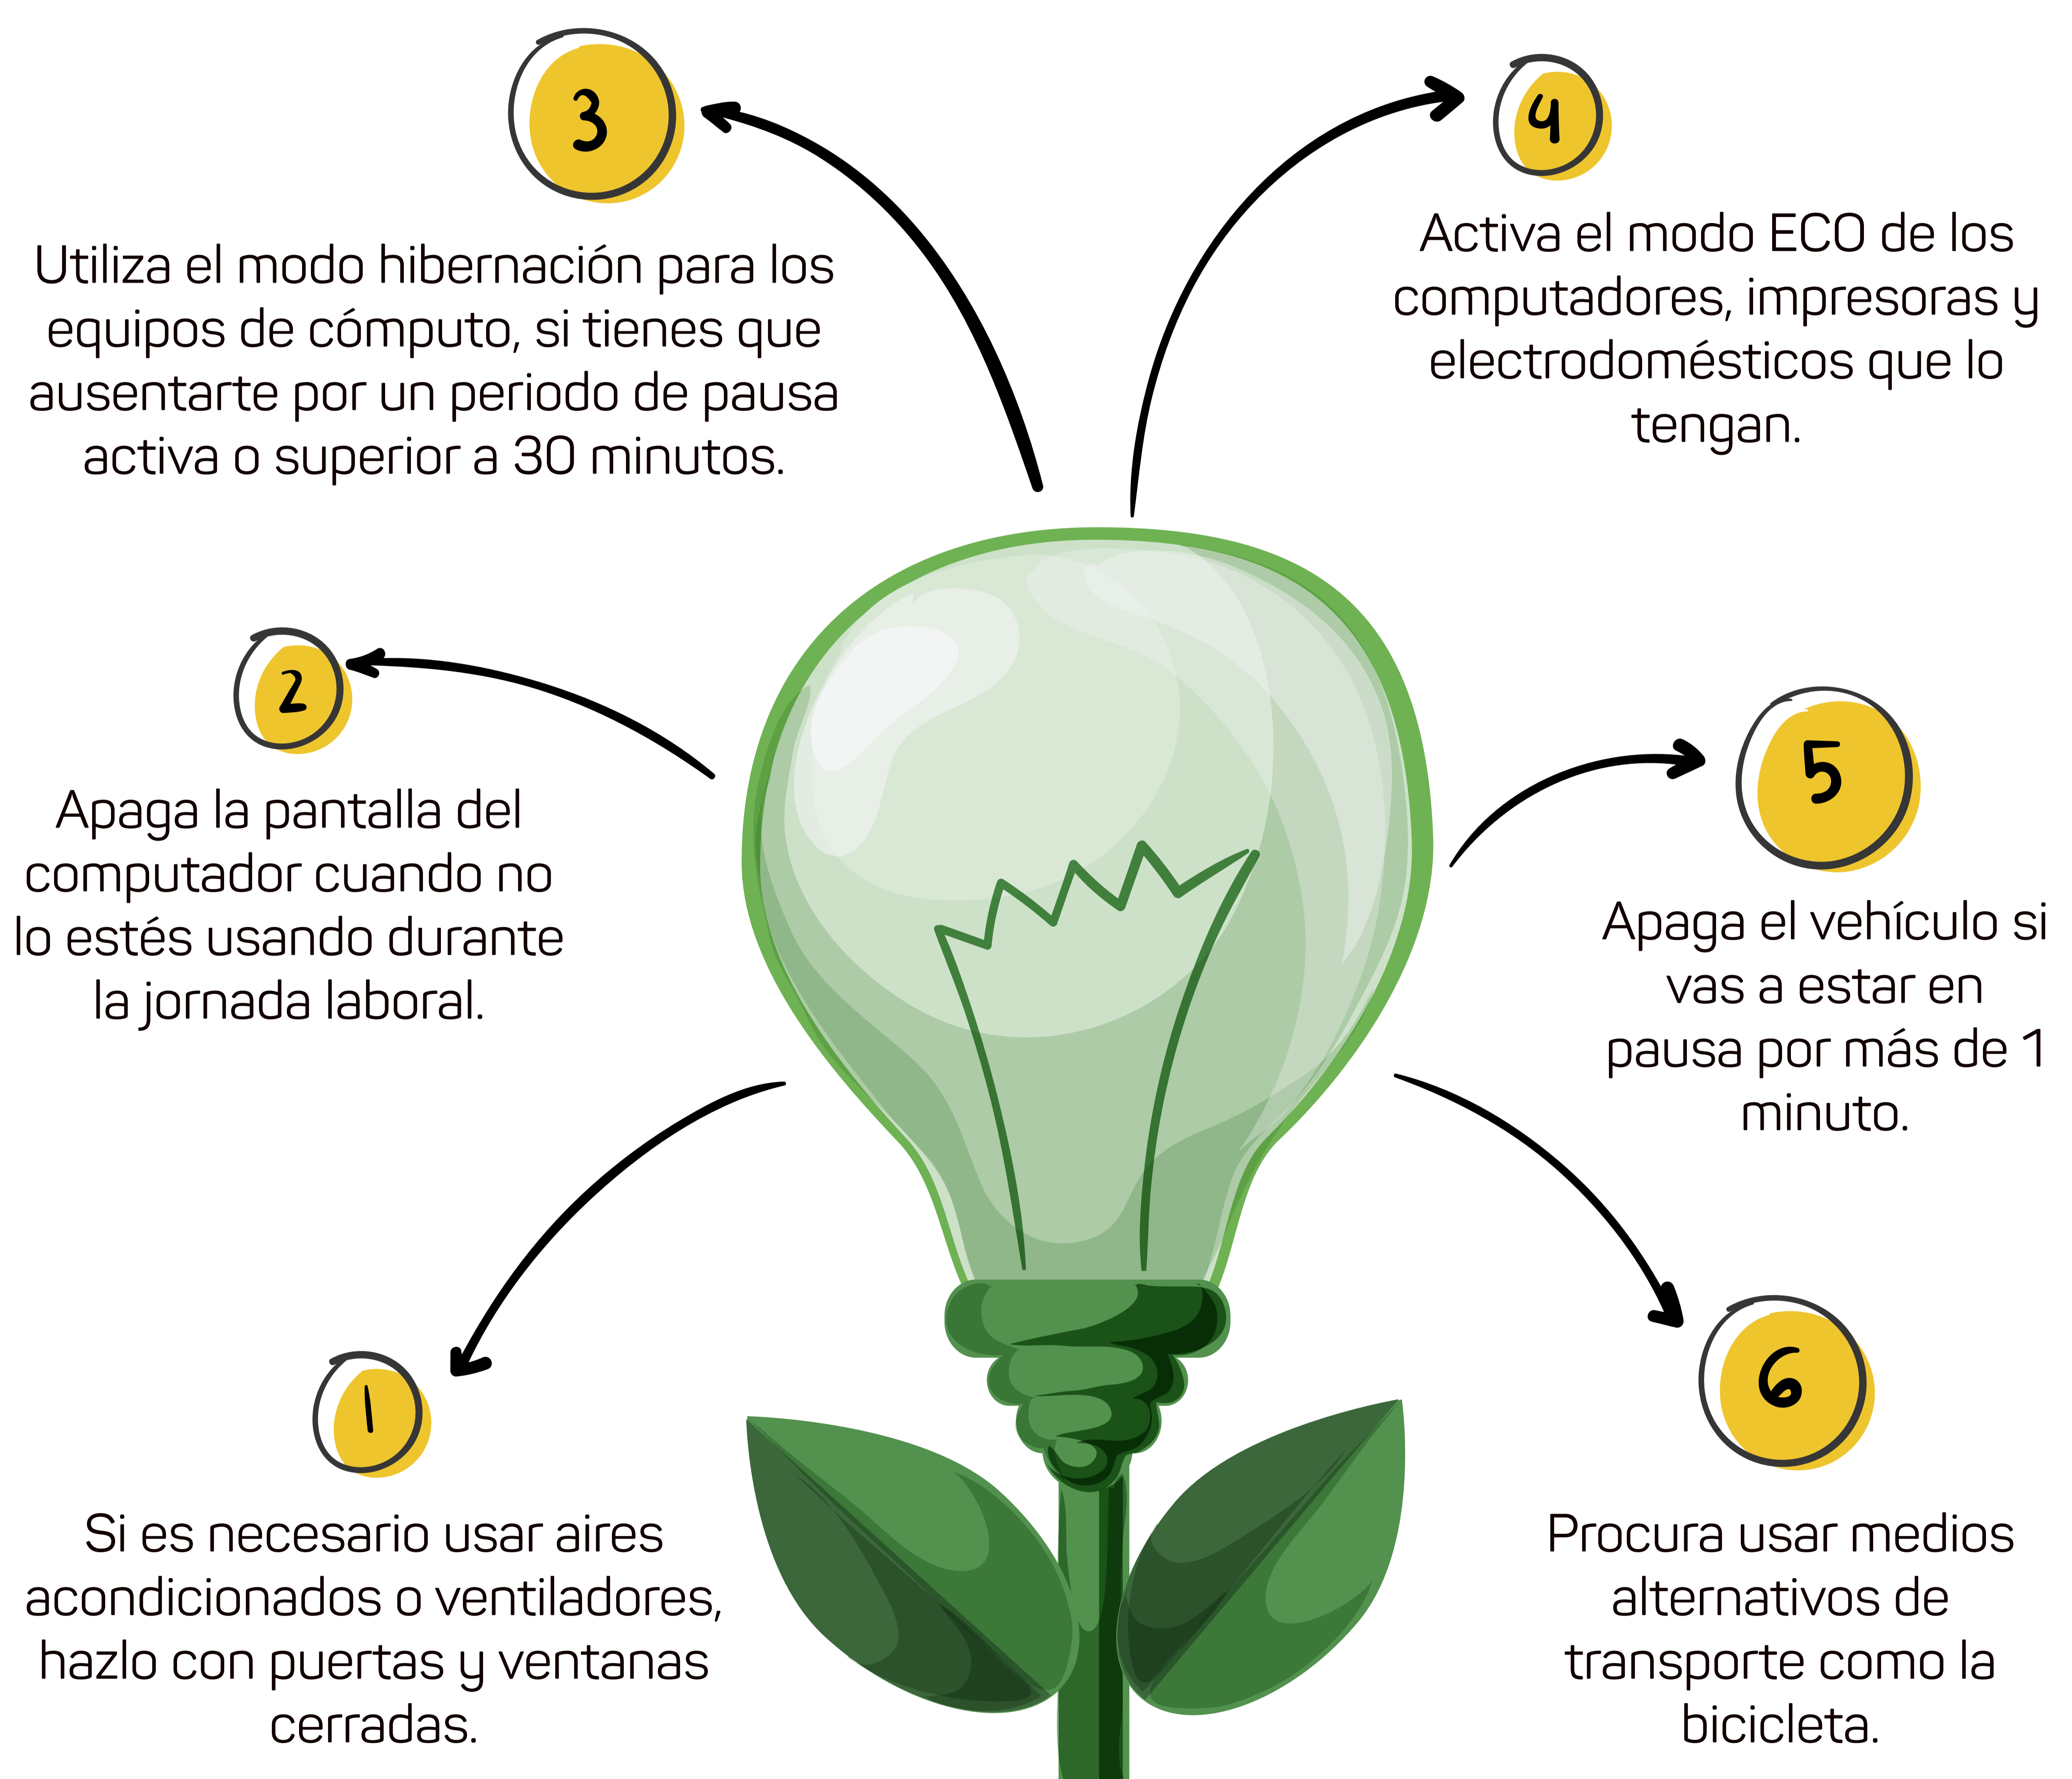 3
Utiliza el modo hibernación para los
equipos de cómputo, si tienes que
ausentarte por un periodo de pausa
activa o superior a 30 minutos.
4
Activa el modo ECO de los
computadores, impresoras y
electrodomésticos que lo
tengan.
2
Apaga la pantalla del
computador cuando no
lo estés usando durante
la jornada laboral.
5
Apaga el vehículo si
vas a estar en
pausa por más de 1
minuto.
1
Si es necesario usar aires
acondicionados o ventiladores,
hazlo con puertas y ventanas
cerradas.
6
Procura usar medios
alternativos de
transporte como la
bicicleta.